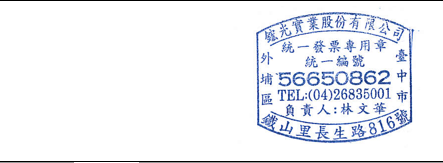 鎵光實業股份有限公司
統一發票專用章
統一編號
56650862
TEL:(04)26835001
負責人:林文華
臺中市
外埔區
鐵山里長生路816號